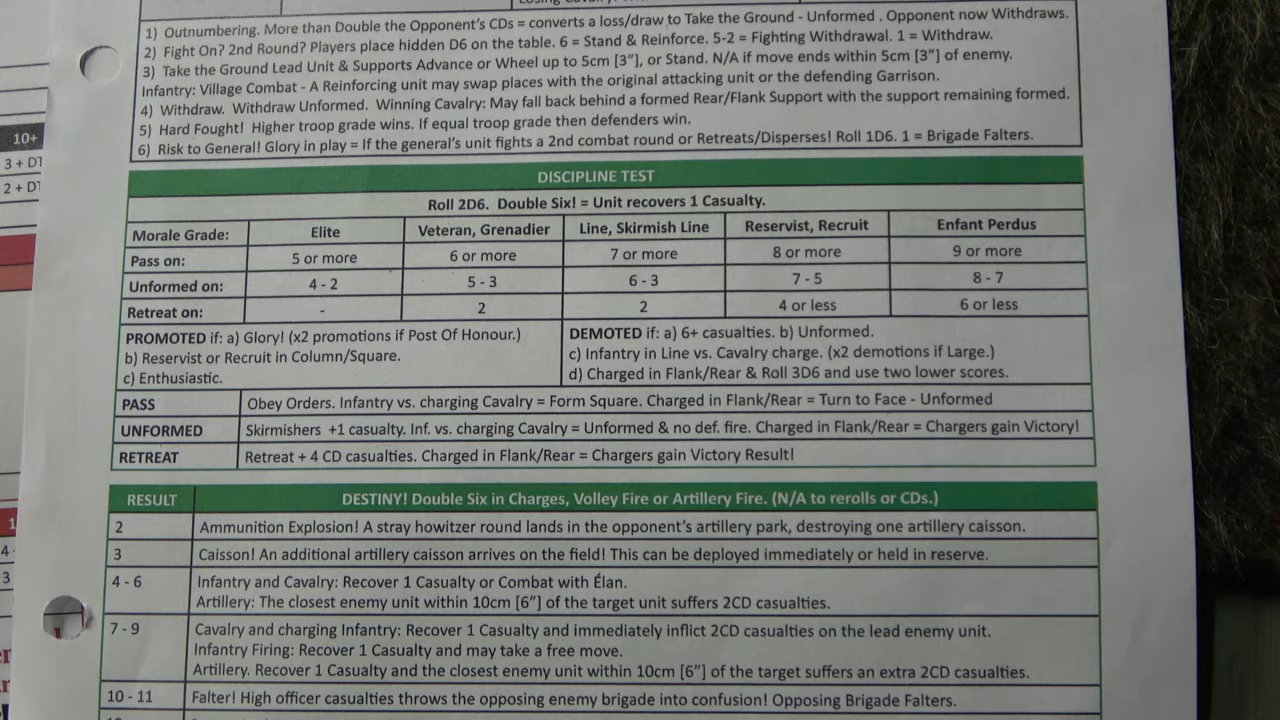 1) Outnumbering. More than Double the Opponent's CDs = converts a loss/draw to Take the Ground - Unformed . Opponent now Withdraws.
2) Fight On? 2nd Round? Players place hidden D6 on the table. 6 = Stand & Reinforce. 5-2 = Fighting Withdrawal. 1 = Withdraw.
3) Take the Ground Lead Unit & Supports Advance or Wheel up to 5cm [3"], or Stand. N/A if move ends within 5cm [3"] of enemy.
Infantry: Village Combat - A Reinforcing unit may swap places with the original attacking unit or the defending Garrison.
4) Withdraw. Withdraw Unformed. Winning Cavalry: May fall back behind a formed Rear/Flank Support with the support remaining formed.
5) Hard Fought! Higher troop grade wins. If equal troop grade then defenders win.
6) Risk to General! Glory in play = If the general's unit fights a 2nd combat round or Retreats/Disperses! Roll 1D6. 1 = Brigade Falters.
10+
3 + DT
2 + DT
DISCIPLINE TEST
Roll 2D6. Double Six! = Unit recovers 1 Casualty.
Morale Grade: Elite Veteran, Grenadier Line, Skirmish Line Reservist, Recruit Enfant Perdus
Pass on: 5 or more 6 or more 7 or more 8 or more 9 or more
Unformed on: 4 - 2 5 - 3 6 - 3 7 - 5 8 - 7
Retreat on: - 2 2 4 or less 6 or less
PROMOTED if: a) Glory! (x2 promotions if Post Of Honour.)
b) Reservist or Recruit in Column/Square.
c) Enthusiastic.
DEMOTED if: a) 6+ casualties. b) Unformed.
c) Infantry in Line vs. Cavalry charge. (x2 demotions if Large.)
d) Charged in Flank/Rear & Roll 3D6 and use two lower scores.
PASS Obey Orders. Infantry vs. charging Cavalry = Form Square. Charged in Flank/Rear = Turn to Face - Unformed
UNFORMED Skirmishers +1 casualty. Inf. vs. charging Cavalry = Unformed & no def. fire. Charged in Flank/Rear = Chargers gain Victory!
RETREAT Retreat + 4 CD casualties. Charged in Flank/Rear = Chargers gain Victory Result!
RESULT DESTINY! Double Six in Charges, Volley Fire or Artillery Fire. (N/A to rerolls or CDs.)
2 Ammunition Explosion! A stray howitzer round lands in the opponent's artillery park, destroying one artillery caisson.
3 Caisson! An additional artillery caisson arrives on the field! This can be deployed immediately or held in reserve.
4 - 6 Infantry and Cavalry: Recover 1 Casualty or Combat with Élan.
Artillery: The closest enemy unit within 10cm [6"] of the target unit suffers 2CD casualties.
7 - 9 Cavalry and charging Infantry: Recover 1 Casualty and immediately inflict 2CD casualties on the lead enemy unit.
Infantry Firing: Recover 1 Casualty and may take a free move.
Artillery. Recover 1 Casualty and the closest enemy unit within 10cm [6"] of the target suffers an extra 2CD casualties.
10 - 11 Falter! High officer casualties throws the opposing enemy brigade into confusion! Opposing Brigade Falters.